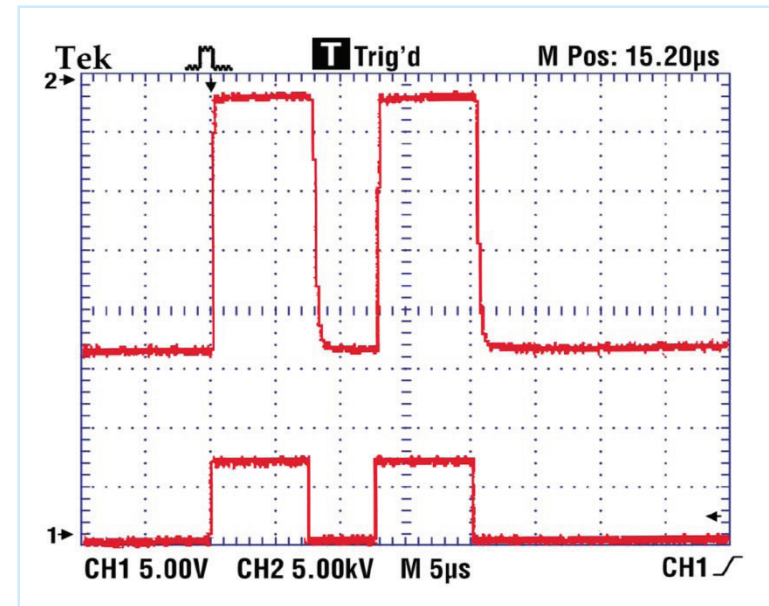 Tek T Trig'd M Pos: 15.20µs
2
1
CH1 5.00V CH2 5.00kV M 5µs CH1